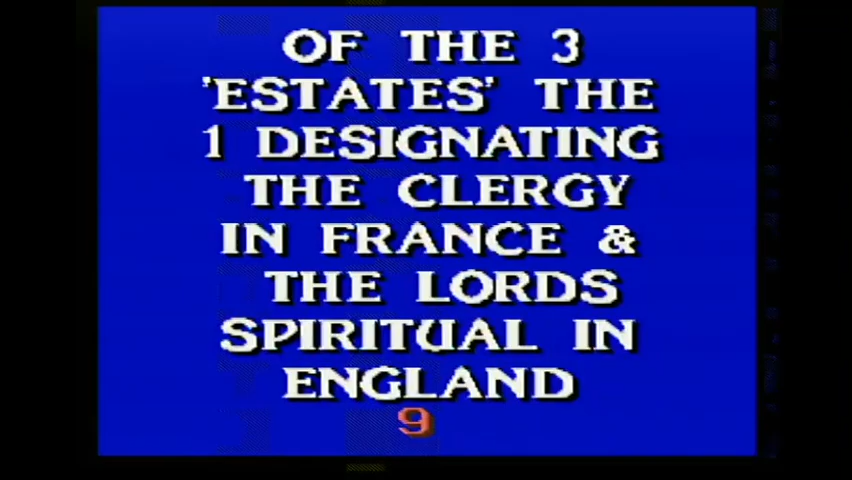 OF THE 3
'ESTATES' THE
1 DESIGNATING
THE CLERGY
IN FRANCE &
THE LORDS
SPIRITUAL IN
ENGLAND
9